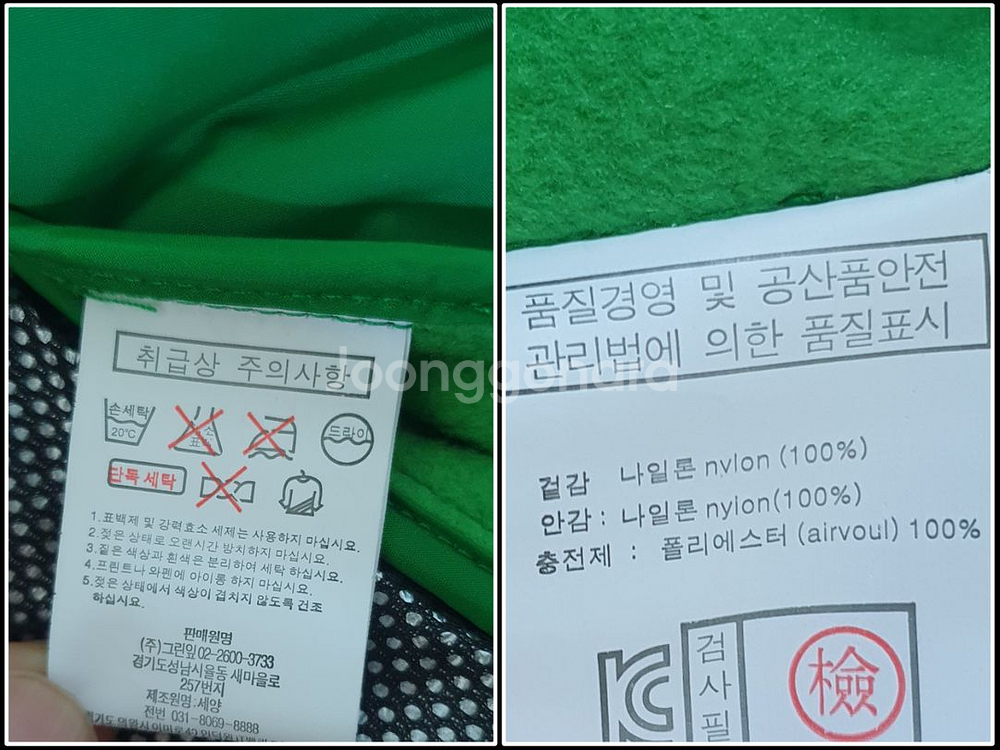 취급상 주의사항
손세탁
20℃
드라이
단독 세탁
1.표백제 및 강력효소 세제는 사용하지 마십시요.
2.젖은 상태로 오랜시간 방치하지 마십시요.
3.짙은 색상과 흰색은 분리하여 세탁 하십시요.
4.프린트나 와펜에 아이롱 하지 마십시요.
5.젖은 상태에서 색상이 겹치지 않도록 건조
하십시요.
판매원명
(주)그린잎 02-2600-3733
경기도성남시율동 새마을로
257번지
제조원명:세양
전번 031-8069-8888
품질경영 및 공산품안전
관리법에 의한 품질표시
겉감 나일론 nvlon (100%)
안감 : 나일론 nyion(100%)
충전제 : 폴리에스터 (airvoul) 100%
검
사
필
檢
joonggonara